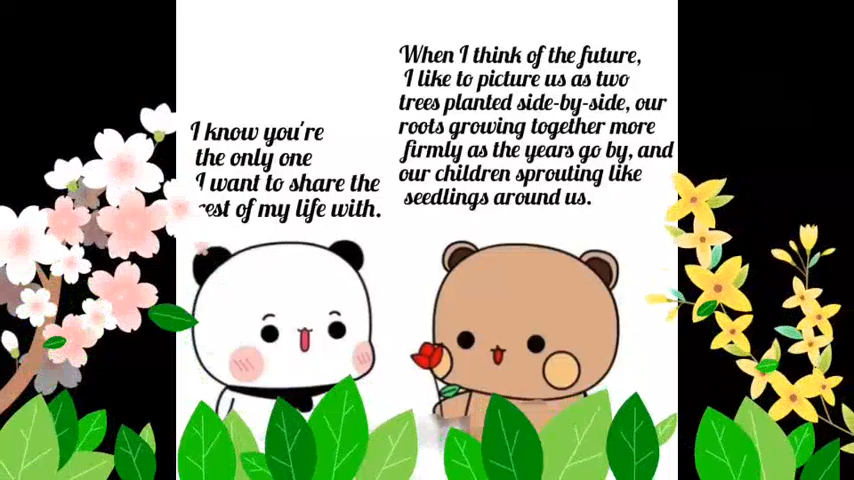 I know you're
the only one
I want to share the
rest of my life with.
When I think of the future,
I like to picture us as two
trees planted side-by-side, our
roots growing together more
firmly as the years go by, and
our children sprouting like
seedlings around us.